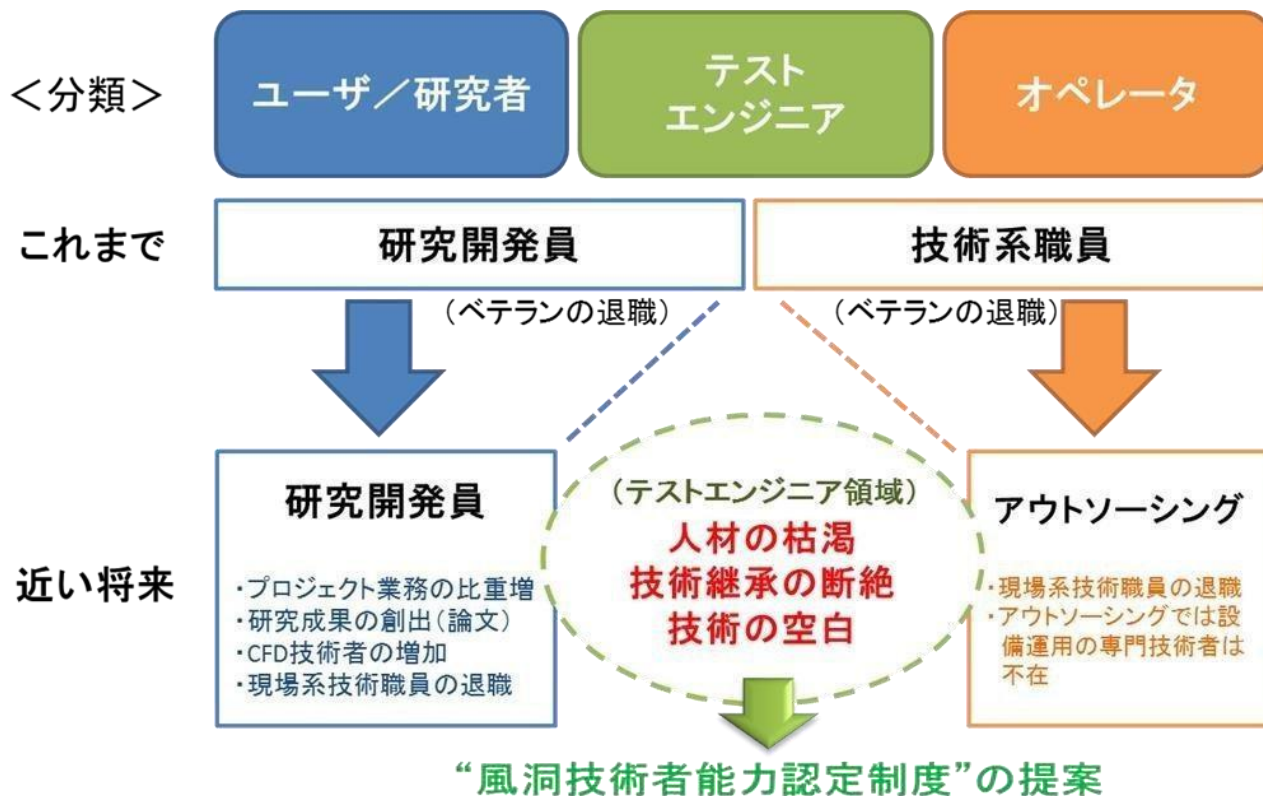 ＜分類＞
ユーザ／研究者
テスト
エンジニア
オペレータ
これまで
研究開発員
技術系職員
（ベテランの退職）
（ベテランの退職）
近い将来
研究開発員
・プロジェクト業務の比重増
・研究成果の創出（論文）
・CFD技術者の増加
・現場系技術職員の退職
（テストエンジニア領域）
人材の枯渇
技術継承の断絶
技術の空白
アウトソーシング
・現場系技術職員の退職
・アウトソーシングでは設
備運用の専門技術者は
不在
“風洞技術者能力認定制度”の提案